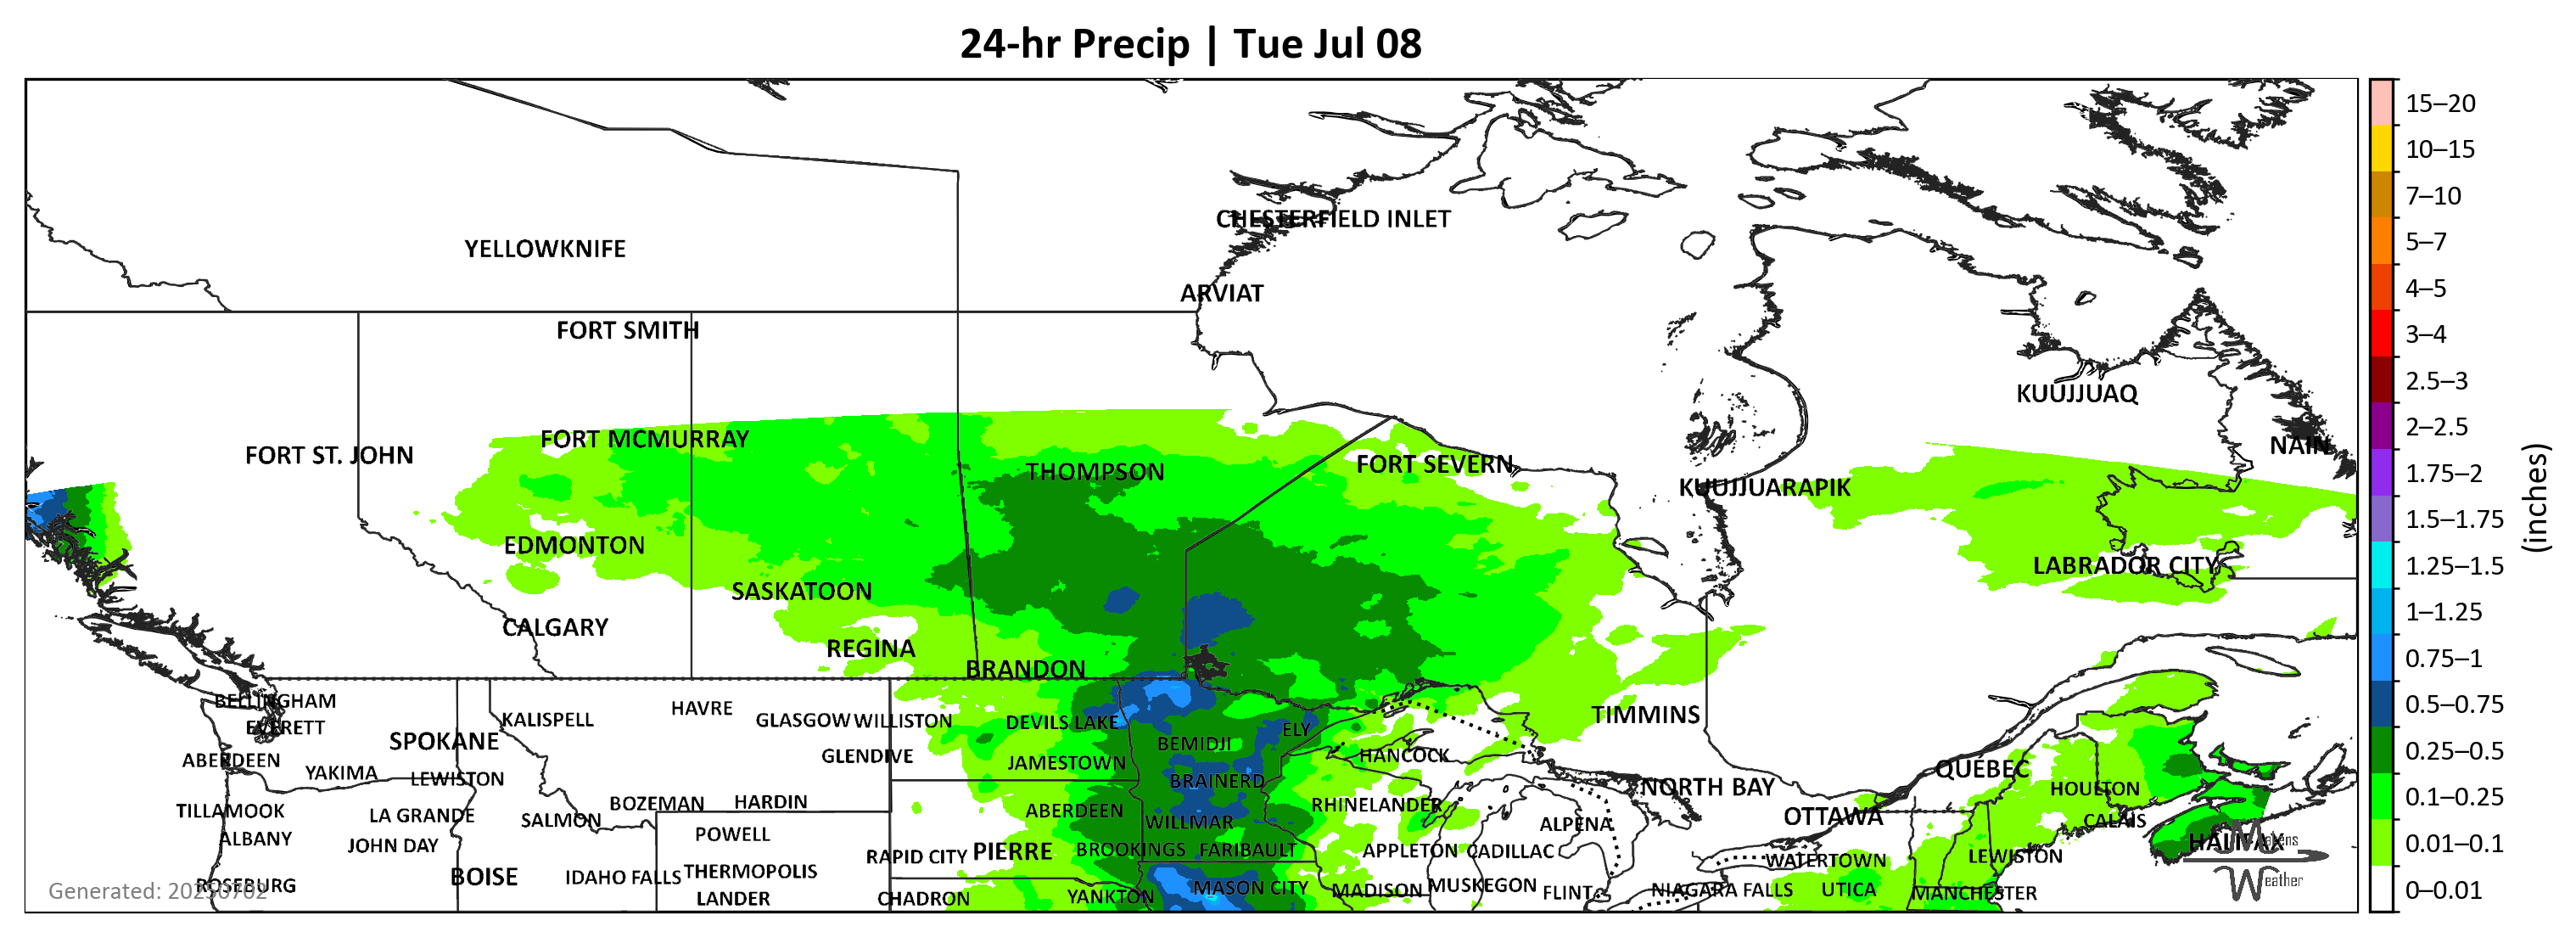 24-hr Precip | Tue Jul 08
CHESTERFIELD INLET
YELLOWKNIFE
ARVIAT
FORT SMITH
KUUJJUAQ
FORT MCMURRAY
NAIN
FORT ST. JOHN
THOMPSON
FORT SEVERN
KUUJJUARAPIK
EDMONTON
LABRADOR CITY
SASKATOON
CALGARY
REGINA
BRANDON
BELLINGHAM
HAVRE
TIMMINS
KALISPELL
GLASGOW WILLISTON
DEVILS LAKE
EVERETT
ELY
SPOKANE
BEMIDJI
ABERDEEN
GLENDIVE
HANCOCK
JAMESTOWN
QUÉBEC
YAKIMA
LEWISTON
BRAINERD
NORTH BAY
HOULTON
BOZEMAN
HARDIN
RHINELANDER
TILLAMOOK
LA GRANDE
SALMON
ABERDEEN
WILLMAR
ALPENA
OTTAWA
CALAIS
ALBANY
JOHN DAY
POWELL
HALIFAX
RAPID CITY
PIERRE
BROOKINGS
FARIBAULT
APPLETON
CADILLAC
WATERTOWN
LEWISTON
BOISE
IDAHO FALLS
THERMOPOLIS
ROSEBURG
MASON CITY
MADISON
MUSKEGON
FLINT
NIAGARA FALLS
UTICA
MANCHESTER
LANDER
CHADRON
YANKTON
Generated: 20250702
Weather
15–20
10–15
7–10
5–7
4–5
3–4
2.5–3
2–2.5
1.75–2
1.5–1.75
1.25–1.5
1–1.25
0.75–1
0.5–0.75
0.25–0.5
0.1–0.25
0.01–0.1
0–0.01
(inches)